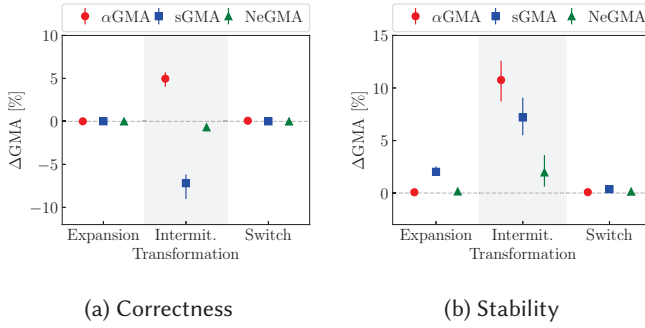 αGMA sGMA NeGMA
10
5
0
−5
−10
ΔGMA [%]
Expansion Intermit. Switch
Transformation
(a) Correctness
αGMA sGMA NeGMA
15
10
5
0
ΔGMA [%]
Expansion Intermit. Switch
Transformation
(b) Stability